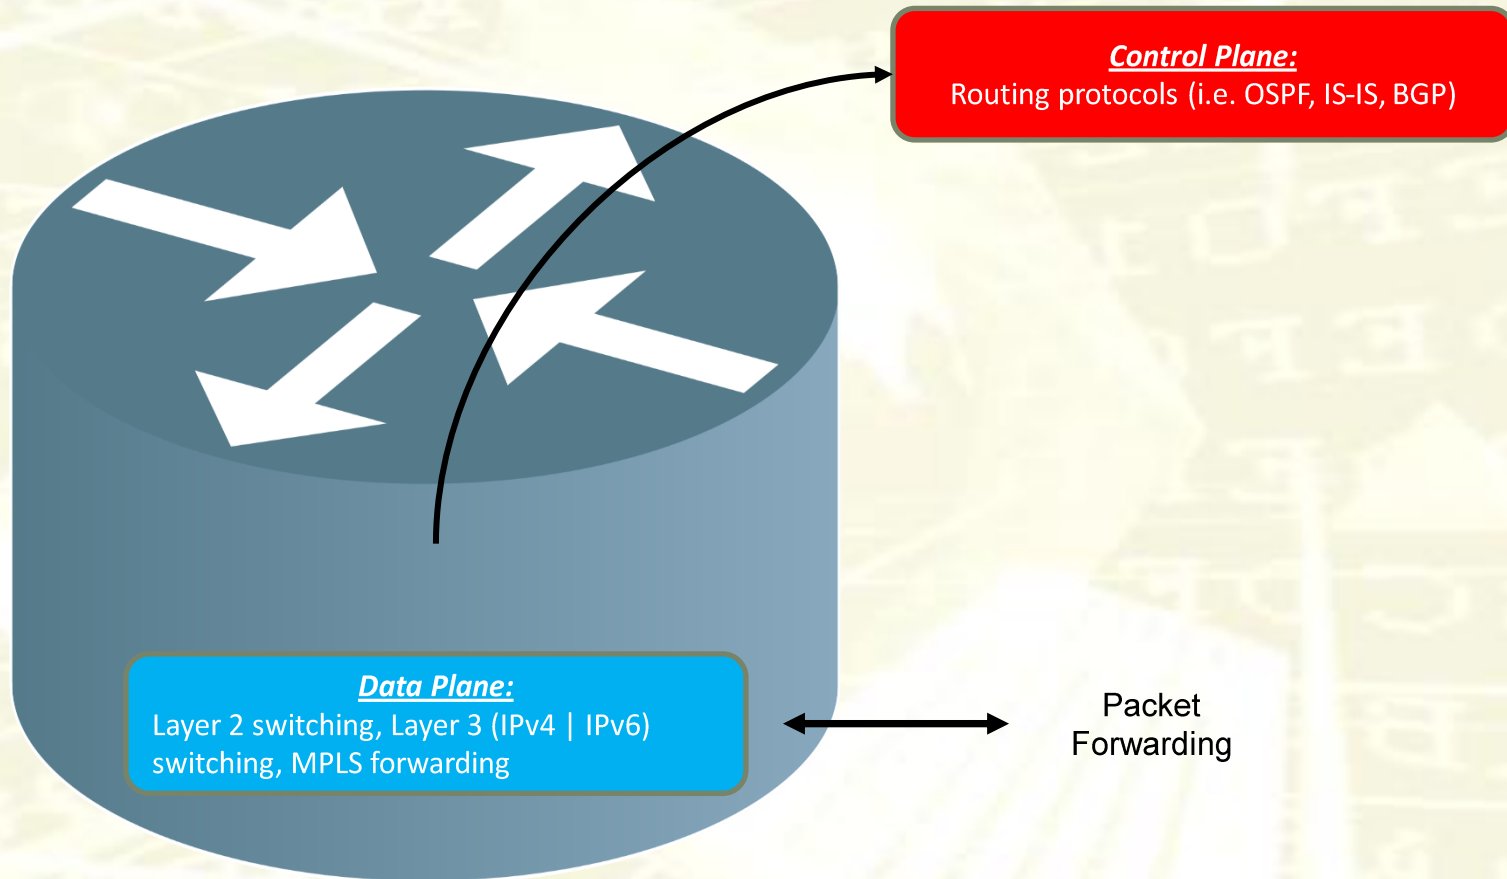 Control Plane:
Routing protocols (i.e. OSPF, IS-IS, BGP)
Data Plane:
Layer 2 switching, Layer 3 (IPv4 | IPv6)
switching, MPLS forwarding
Packet
Forwarding